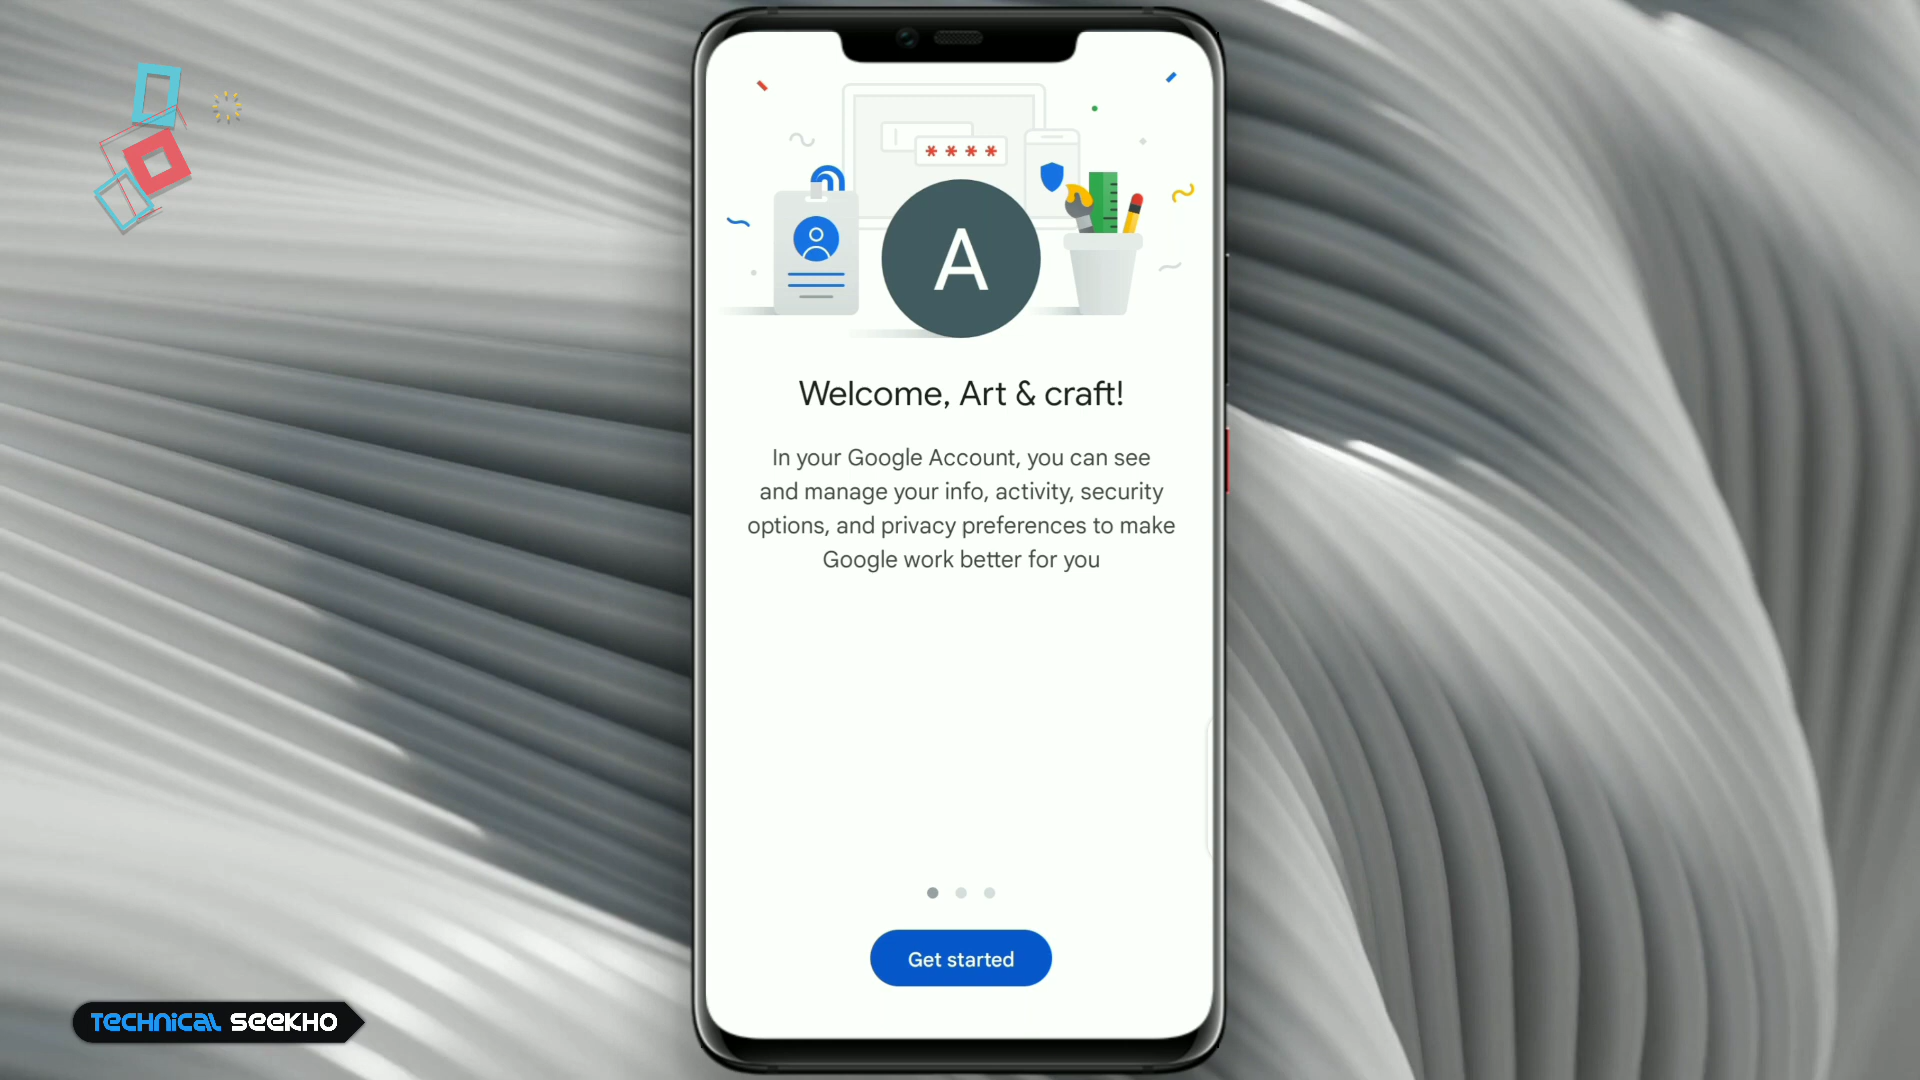 ****
A
Welcome, Art & craft!
In your Google Account, you can see
and manage your info, activity, security
options, and privacy preferences to make
Google work better for you
Get started
TECHNICAL SEEKHO